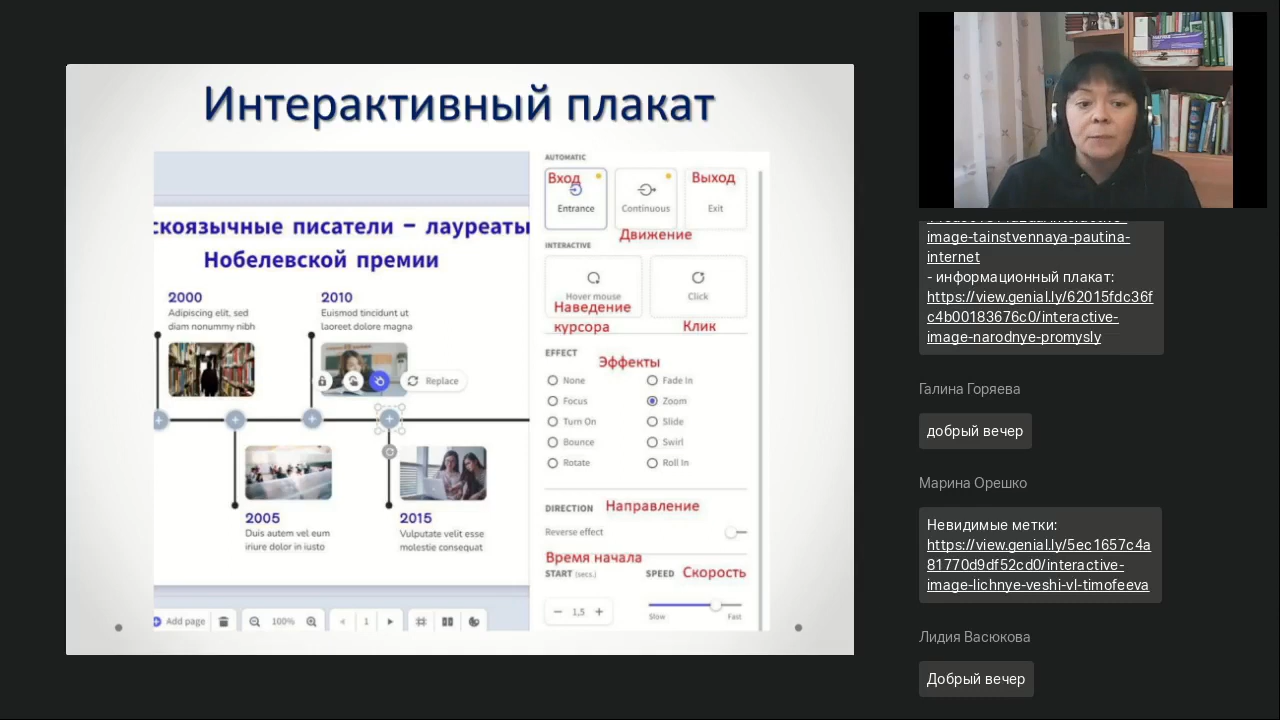 Интерактивный плакат
скоязычные писатели – лауреаты
Нобелевской премии
2000
Adipiscing elit, sed
diam nonummy nibh
2010
Euismod tincidunt ut
laoreet dolore magna
Replace
2005
Duis autem vel eum
iriure dolor in iusto
2015
Vulputate velit esse
molestie consequat
Add page
100%
1
AUTOMATIC
Вход
Выход
Entrance
Continuous
Exit
Движение
INTERACTIVE
Hover mouse
Click
Наведение
курсора
Клик
EFFECT
Эффекты
None
Fade In
Focus
Zoom
Turn On
Slide
Bounce
Swirl
Rotate
Roll In
DIRECTION
Направление
Reverse effect
Время начала
START (secs.)
SPEED
Скорость
1,5
Slow
Fast
image-tainstvennaya-pautina-
internet
- информационный плакат:
https://view.genial.ly/62015fdc36f
c4b00183676c0/interactive-
image-narodnye-promysly
Галина Горяева
добрый вечер
Марина Орешко
Невидимые метки:
https://view.genial.ly/5ec1657c4a
81770d9df52cd0/interactive-
image-lichnye-veshi-vl-timofeeva
Лидия Васюкова
Добрый вечер